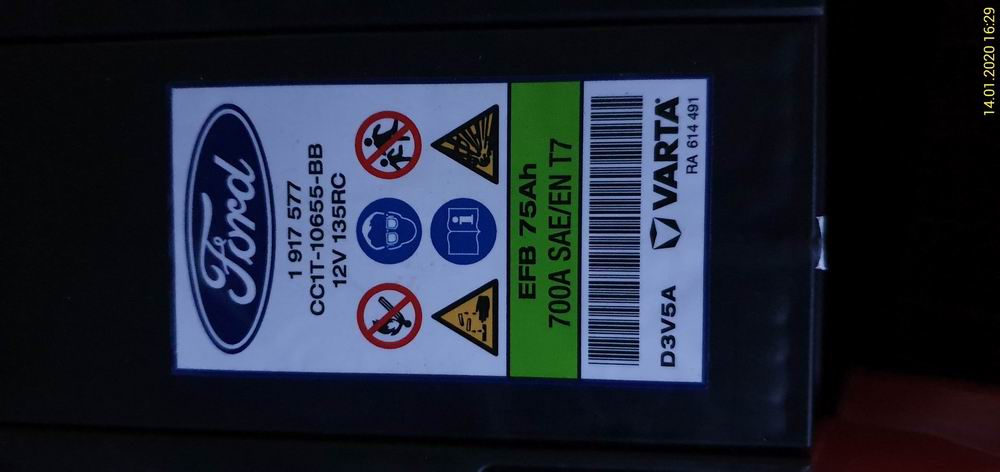 Ford
1 917 577
CC1T-10655-BB
12V 135RC
i
EFB 75Ah
700A SAE/EN T7
D3V5A VARTA®
RA 614 491
14.01.2020 16:29